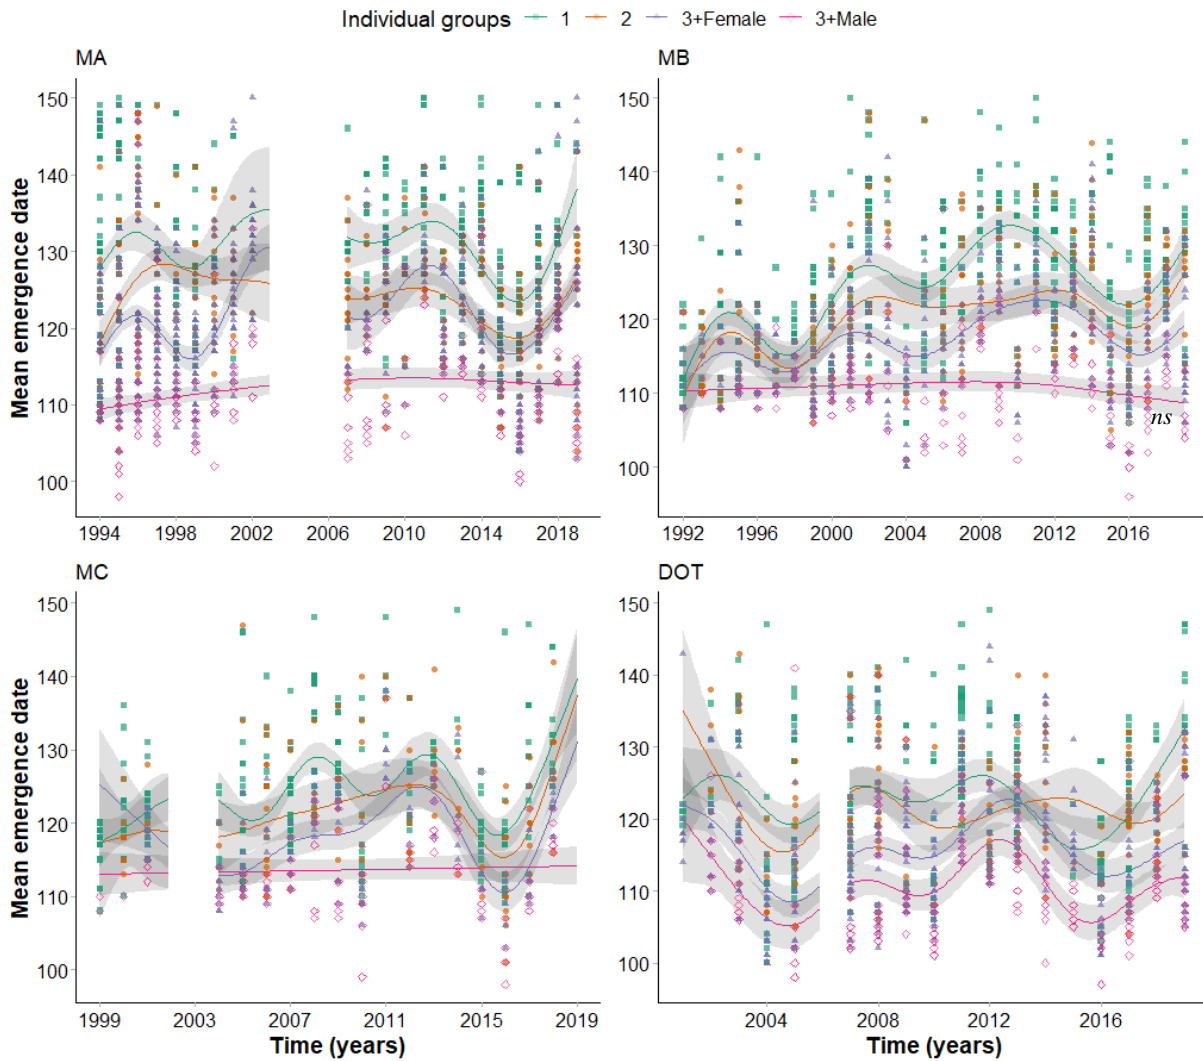 Individual groups 1 2 3+Female 3+Male
MA MB
Mean emergence date
150
140
130
120
110
100
1994 1998 2002 2006 2010 2014 2018
150
140
130
120
110
100
ns
1992 1996 2000 2004 2008 2012 2016
MC DOT
Mean emergence date
150
140
130
120
110
100
1999 2003 2007 2011 2015 2019
Time (years)
150
140
130
120
110
100
2004 2008 2012 2016
Time (years)